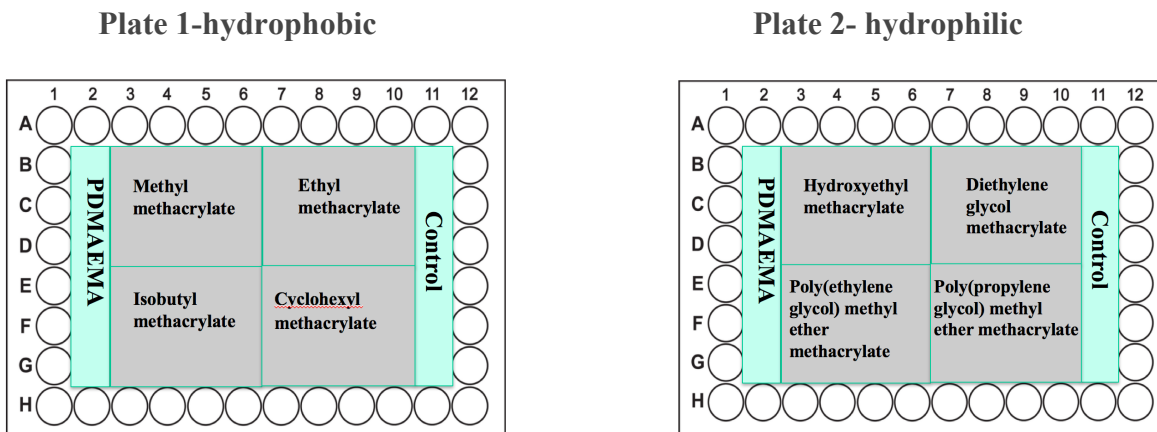 Plate 1-hydrophobic
1 2 3 4 5 6 7 8 9 10 11 12
A
B
C
D
E
F
G
H
PDMAEMA
Methyl
methacrylate
Ethyl
methacrylate
Isobutyl
methacrylate
Cyclohexyl
methacrylate
Control
Plate 2- hydrophilic
1 2 3 4 5 6 7 8 9 10 11 12
A
B
C
D
E
F
G
H
PDMAEMA
Hydroxyethyl
methacrylate
Diethylene
glycol
methacrylate
Poly(ethylene
glycol) methyl
ether
methacrylate
Poly(propylene
glycol) methyl
ether methacrylate
Control